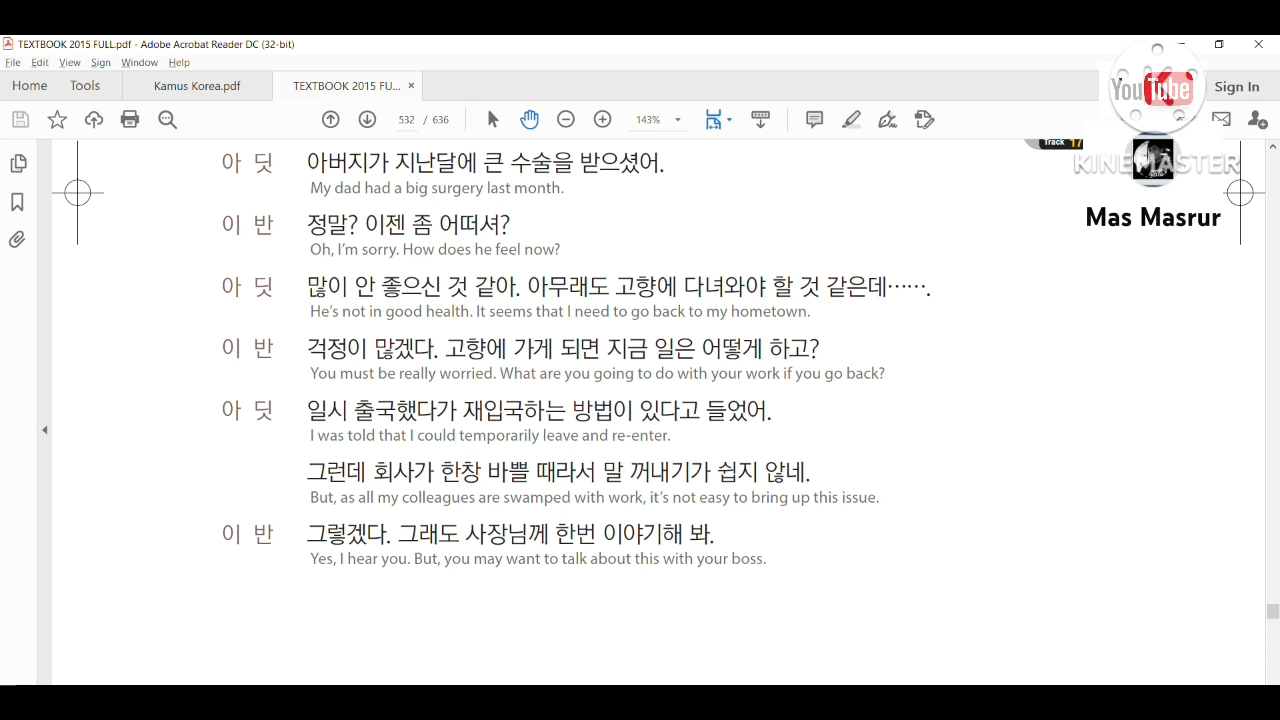 TEXTBOOK 2015 FULL.pdf - Adobe Acrobat Reader DC (32-bit)
File Edit View Sign Window Help
Home Tools Kamus Korea.pdf TEXTBOOK 2015 FU... × Sign In
532 / 636 143%
YouTube
Track 17
KINEMASTER
Mas Masrur
아 딧 아버지가 지난달에 큰 수술을 받으셨어.
My dad had a big surgery last month.
이 반 정말? 이젠 좀 어떠셔?
Oh, I'm sorry. How does he feel now?
아 딧 많이 안 좋으신 것 같아. 아무래도 고향에 다녀와야 할 것 같은데…….
He's not in good health. It seems that I need to go back to my hometown.
이 반 걱정이 많겠다. 고향에 가게 되면 지금 일은 어떻게 하고?
You must be really worried. What are you going to do with your work if you go back?
아 딧 일시 출국했다가 재입국하는 방법이 있다고 들었어.
I was told that I could temporarily leave and re-enter.
그런데 회사가 한창 바쁠 때라서 말 꺼내기가 쉽지 않네.
But, as all my colleagues are swamped with work, it's not easy to bring up this issue.
이 반 그렇겠다. 그래도 사장님께 한번 이야기해 봐.
Yes, I hear you. But, you may want to talk about this with your boss.